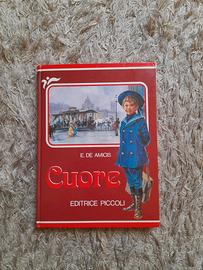 E. DE AMICIS
Cuore
EDITRICE PICCOLI